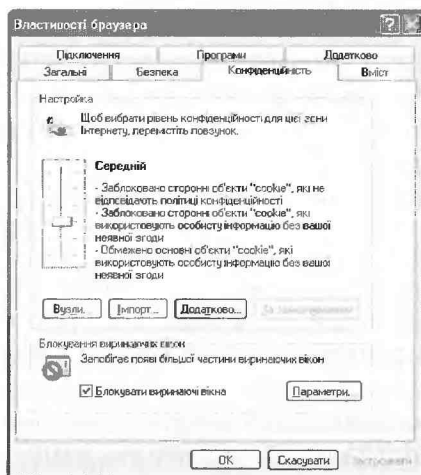 Властивості браузера
Підключення Програми Додатково
Загальні Безпека Конфіденційність Вміст
Настройка
Щоб вибрати рівень конфіденційності для цієї зони
Інтернету, перемістіть повзунок.
Середній
- Заблоковано сторонні об'єкти "cookie", які не
відповідають політиці конфіденційності
- Заблоковано сторонні об'єкти "cookie", які
використовують особисту інформацію без вашої
неявної згоди
- Обмежено основні об'єкти "cookie", які
використовують особисту інформацію без вашої
неявної згоди
Вузли... Імпорт... Додатково... За замовчуванням
Блокування виринаючих вікон
Запобігає появі більшої частини виринаючих вікон
Блокувати виринаючі вікна Параметри...
ОК Скасувати Застосувати